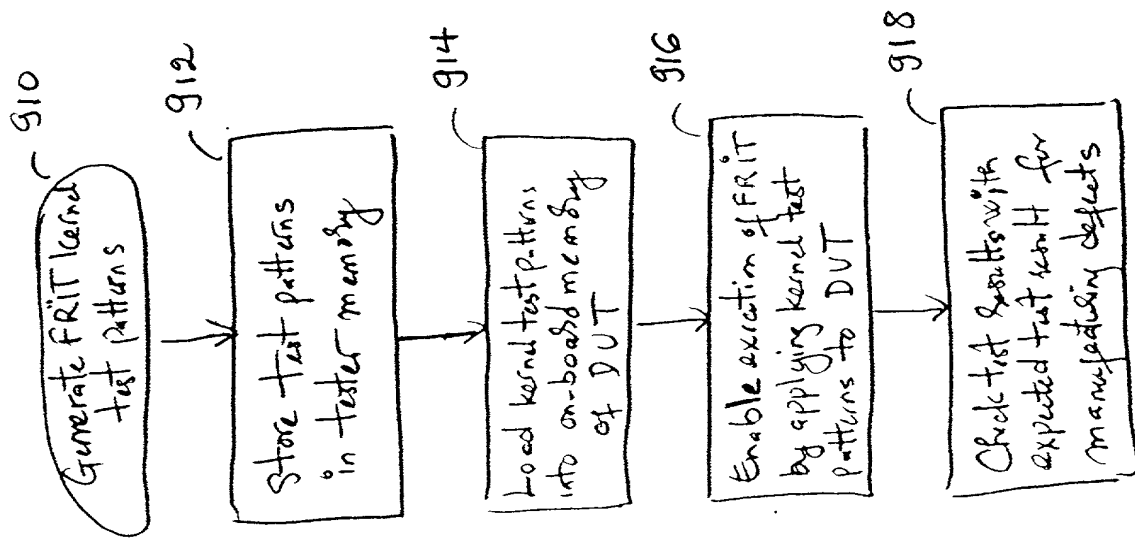 910
Generate FRIT kernel
test patterns
912
Store test patterns
in tester memory
914
Load kernel test patterns
into on-board memory
of DUT
916
Enable execution of FRIT
by applying kernel test
patterns to DUT
918
Check test results with
expected test result for
manufacturing defects